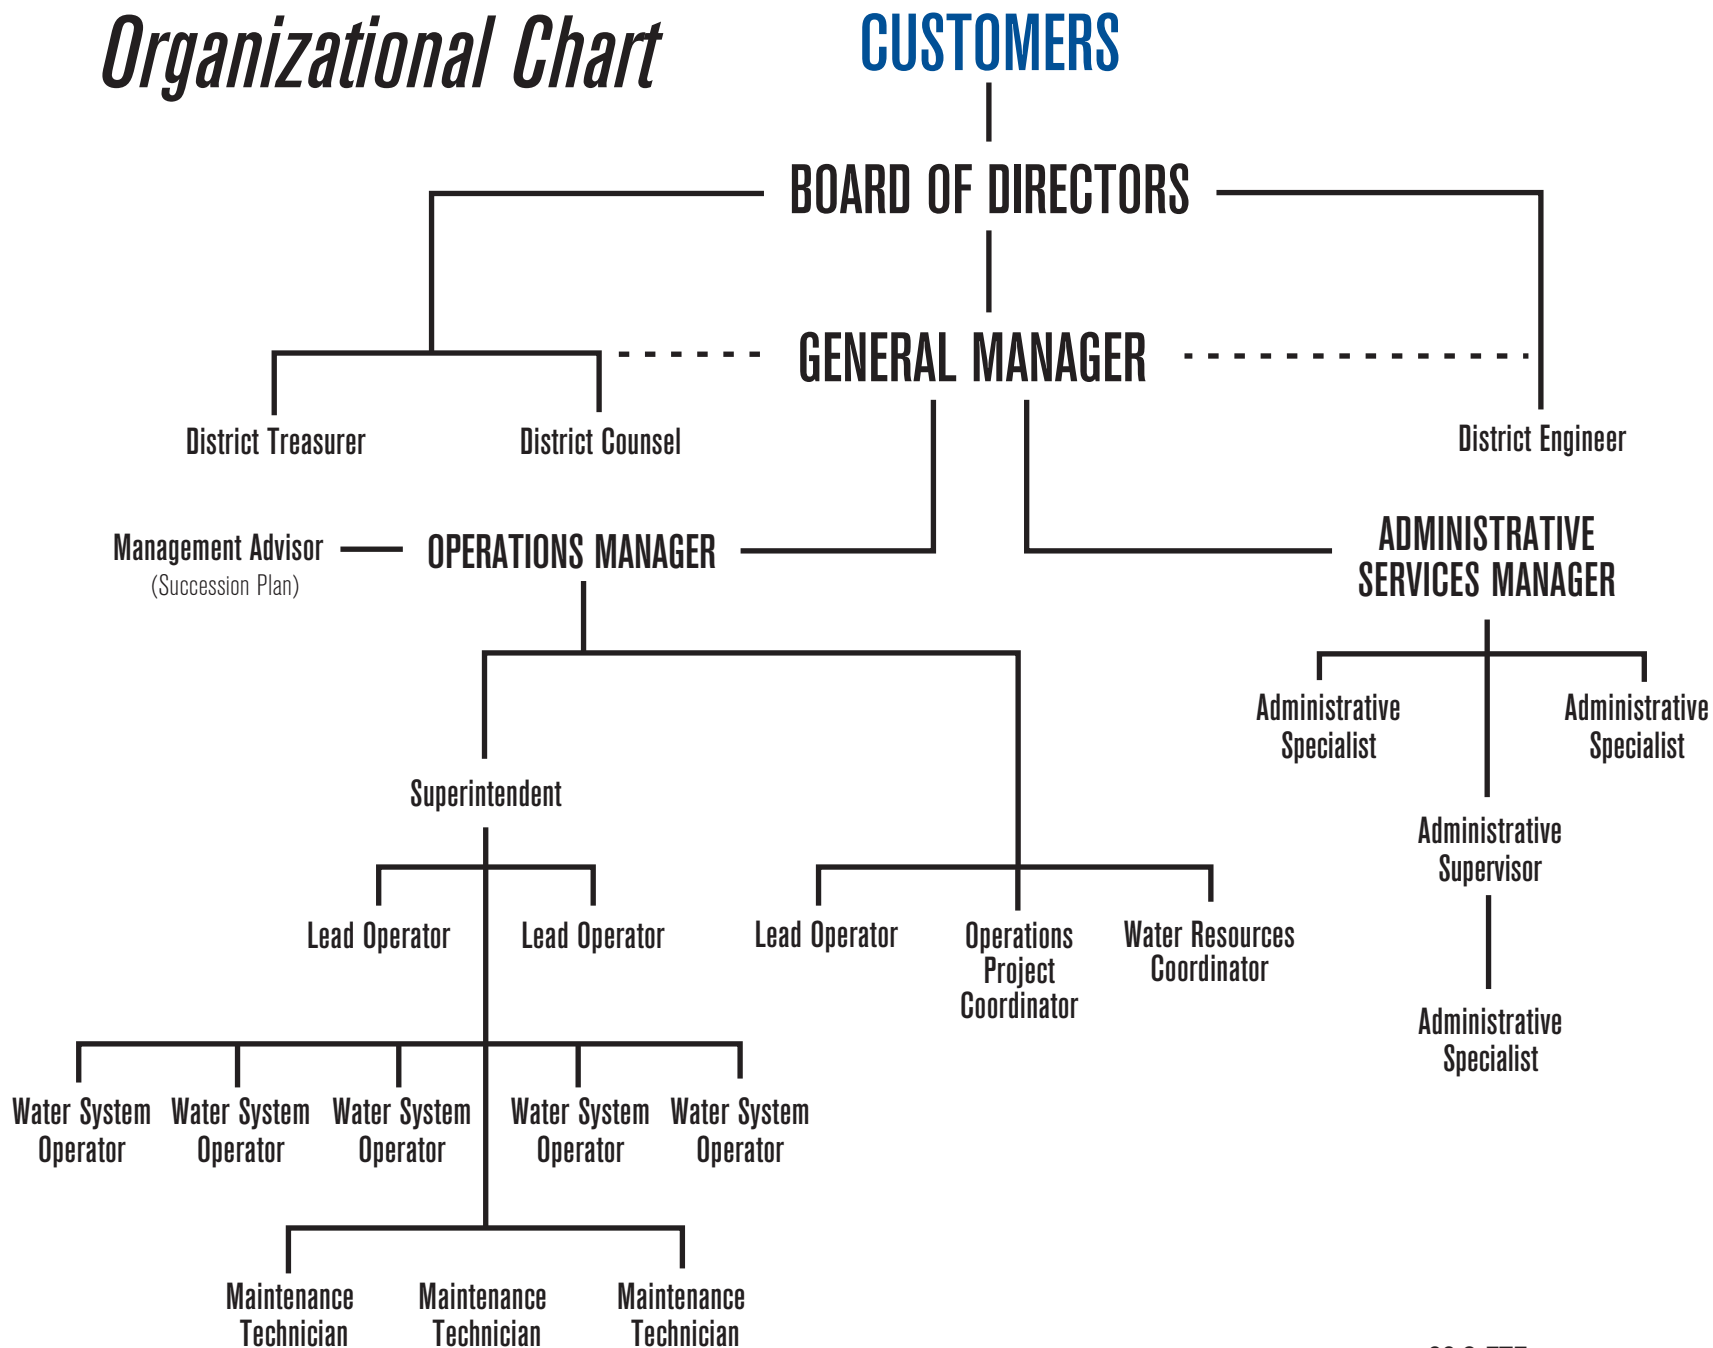 Organizational Chart
CUSTOMERS
BOARD OF DIRECTORS
GENERAL MANAGER
District Treasurer
District Counsel
District Engineer
Management Advisor
(Succession Plan)
OPERATIONS MANAGER
ADMINISTRATIVE
SERVICES MANAGER
Administrative
Specialist
Administrative
Specialist
Superintendent
Administrative
Supervisor
Lead Operator
Lead Operator
Lead Operator
Operations
Project
Coordinator
Water Resources
Coordinator
Administrative
Specialist
Water System
Operator
Water System
Operator
Water System
Operator
Water System
Operator
Water System
Operator
Maintenance
Technician
Maintenance
Technician
Maintenance
Technician